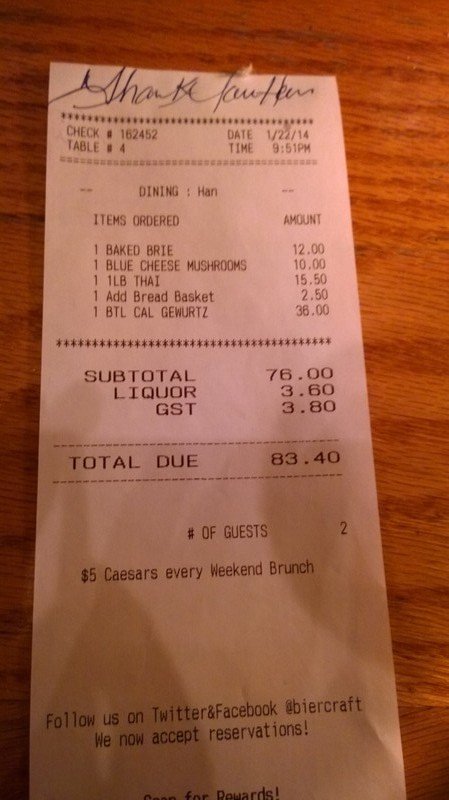 Thank you
Han
********************************
CHECK # 162452 DATE 1/22/14
TABLE # 4 TIME 9:51PM
================================
-- DINING : Han --
ITEMS ORDERED AMOUNT
1 BAKED BRIE 12.00
1 BLUE CHEESE MUSHROOMS 10.00
1 1LB THAI 15.50
1 Add Bread Basket 2.50
1 BTL CAL GEWURTZ 36.00
********************************
SUBTOTAL 76.00
LIQUOR 3.60
GST 3.80
--------------------------------
TOTAL DUE 83.40
--------------------------------
# OF GUESTS 2
$5 Caesars every Weekend Brunch
Follow us on Twitter&Facebook @biercraft
We now accept reservations!
for Rewards!